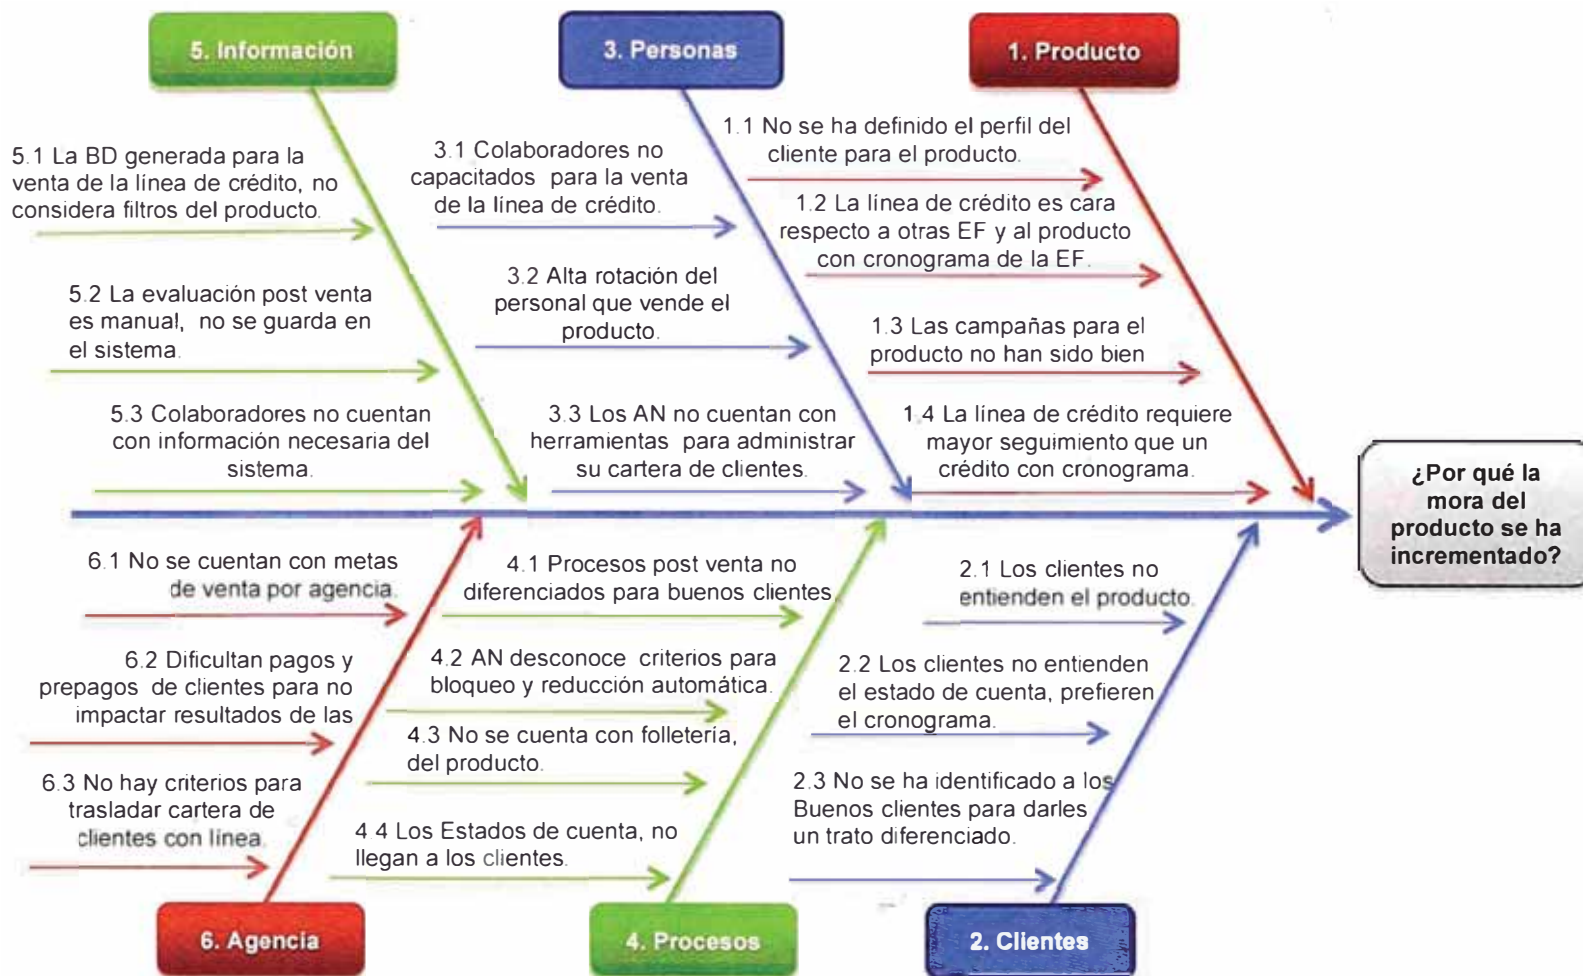 5. Información
3. Personas
1. Producto
5.1 La BD generada para la
venta de la línea de crédito, no
considera filtros del producto.
5.2 La evaluación post venta
es manual, no se guarda en
el sistema.
5.3 Colaboradores no cuentan
con información necesaria del
sistema.
3.1 Colaboradores no
capacitados para la venta
de la línea de crédito.
3.2 Alta rotación del
personal que vende el
producto.
3.3 Los AN no cuentan con
herramientas para administrar
su cartera de clientes.
1.1 No se ha definido el perfil del
cliente para el producto.
1.2 La línea de crédito es cara
respecto a otras EF y al producto
con cronograma de la EF.
1.3 Las campañas para el
producto no han sido bien
1.4 La línea de crédito requiere
mayor seguimiento que un
crédito con cronograma.
¿Por qué la
mora del
producto se ha
incrementado?
6.1 No se cuentan con metas
de venta por agencia.
6.2 Dificultan pagos y
prepagos de clientes para no
impactar resultados de las
6.3 No hay criterios para
trasladar cartera de
clientes con línea.
4.1 Procesos post venta no
diferenciados para buenos clientes.
4.2 AN desconoce criterios para
bloqueo y reducción automática.
4.3 No se cuenta con folletería,
del producto.
4.4 Los Estados de cuenta, no
llegan a los clientes.
2.1 Los clientes no
entienden el producto.
2.2 Los clientes no entienden
el estado de cuenta, prefieren
el cronograma.
2.3 No se ha identificado a los
Buenos clientes para darles
un trato diferenciado.
6. Agencia
4. Procesos
2. Clientes